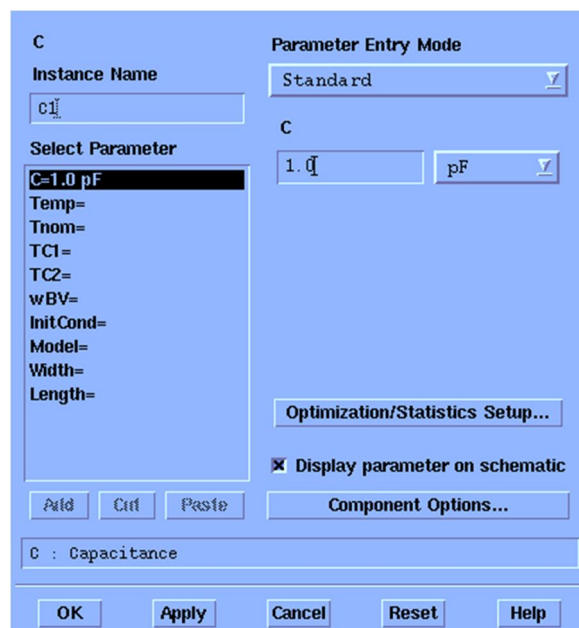 C
Instance Name
C1
Select Parameter
C=1.0 pF
Temp=
Tnom=
TC1=
TC2=
wBV=
InitCond=
Model=
Width=
Length=
Add Cut Paste
Parameter Entry Mode
Standard
C
1.0 pF
Optimization/Statistics Setup...
Display parameter on schematic
Component Options...
C : Capacitance
OK Apply Cancel Reset Help